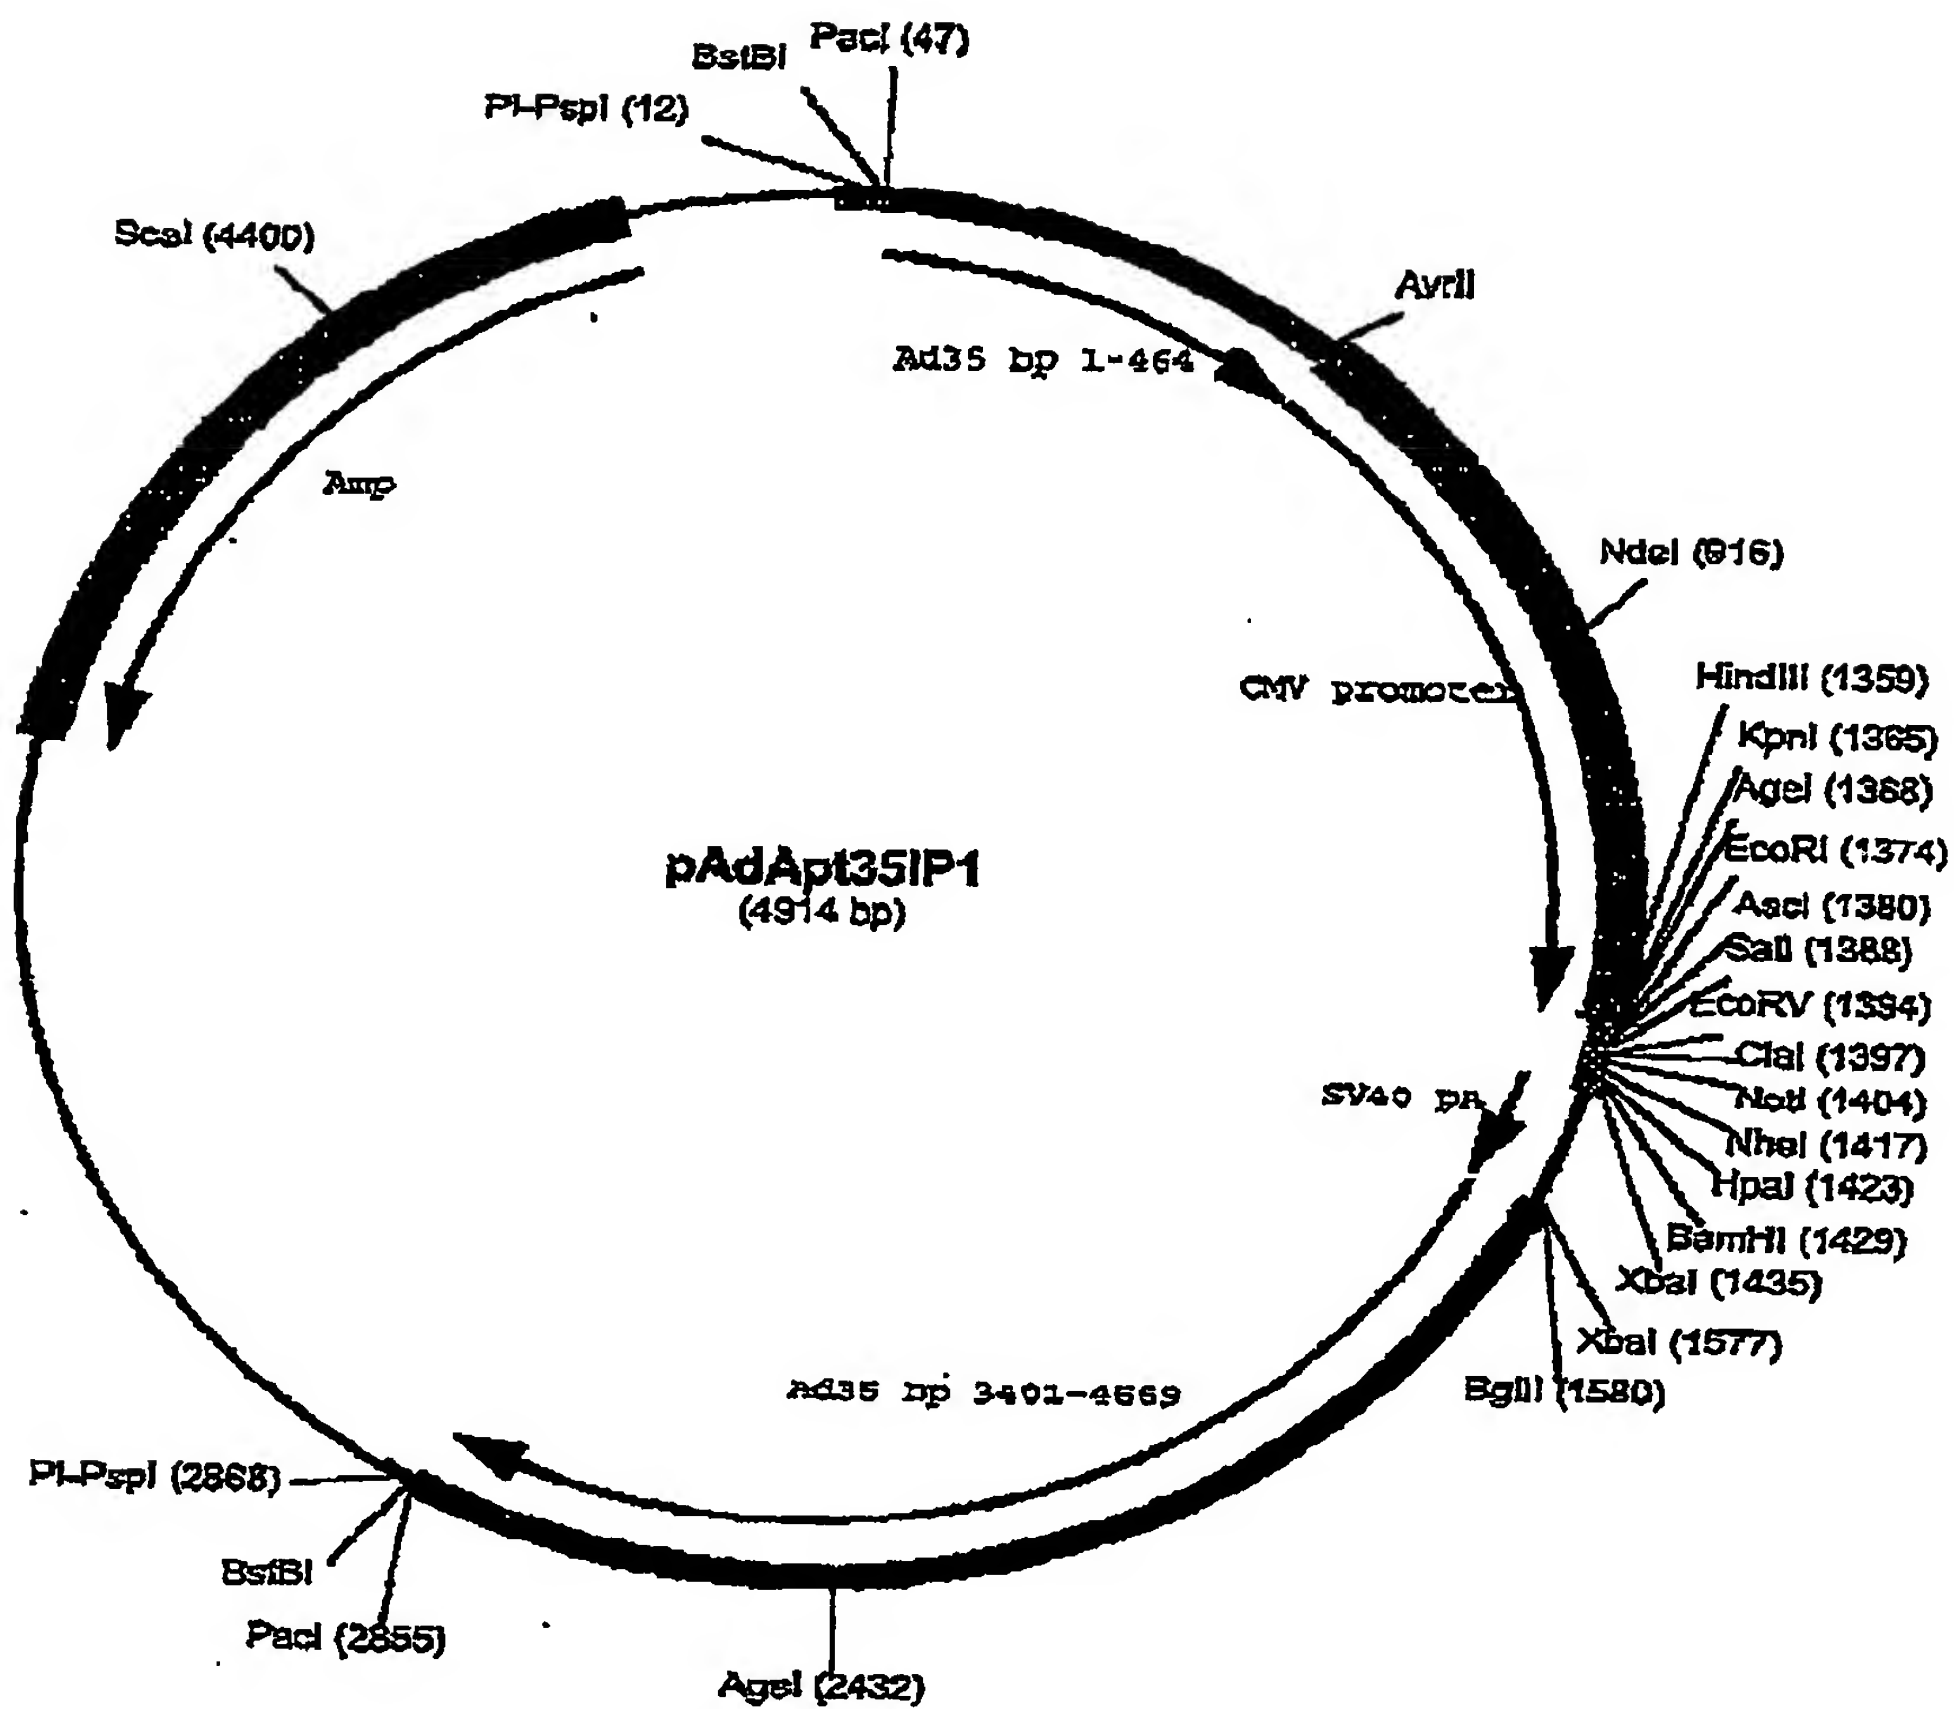 PacI (47)
BstBI
PI-PspI (12)
ScaI (4400)
AvrII
Ad35 bp 1-464
Amp
NdeI (916)
HindIII (1359)
CMV promoter
KpnI (1365)
AgeI (1368)
EcoRI (1374)
pAdApt35IP1
(4914 bp)
AscI (1380)
SalI (1388)
EcoRV (1394)
ClaI (1397)
SV40 pA
NotI (1404)
NheI (1417)
HpaI (1423)
BamHI (1429)
XbaI (1435)
XbaI (1577)
BglII (1580)
Ad35 bp 3401-4669
PI-PspI (2868)
BstBI
PacI (2855)
AgeI (2432)